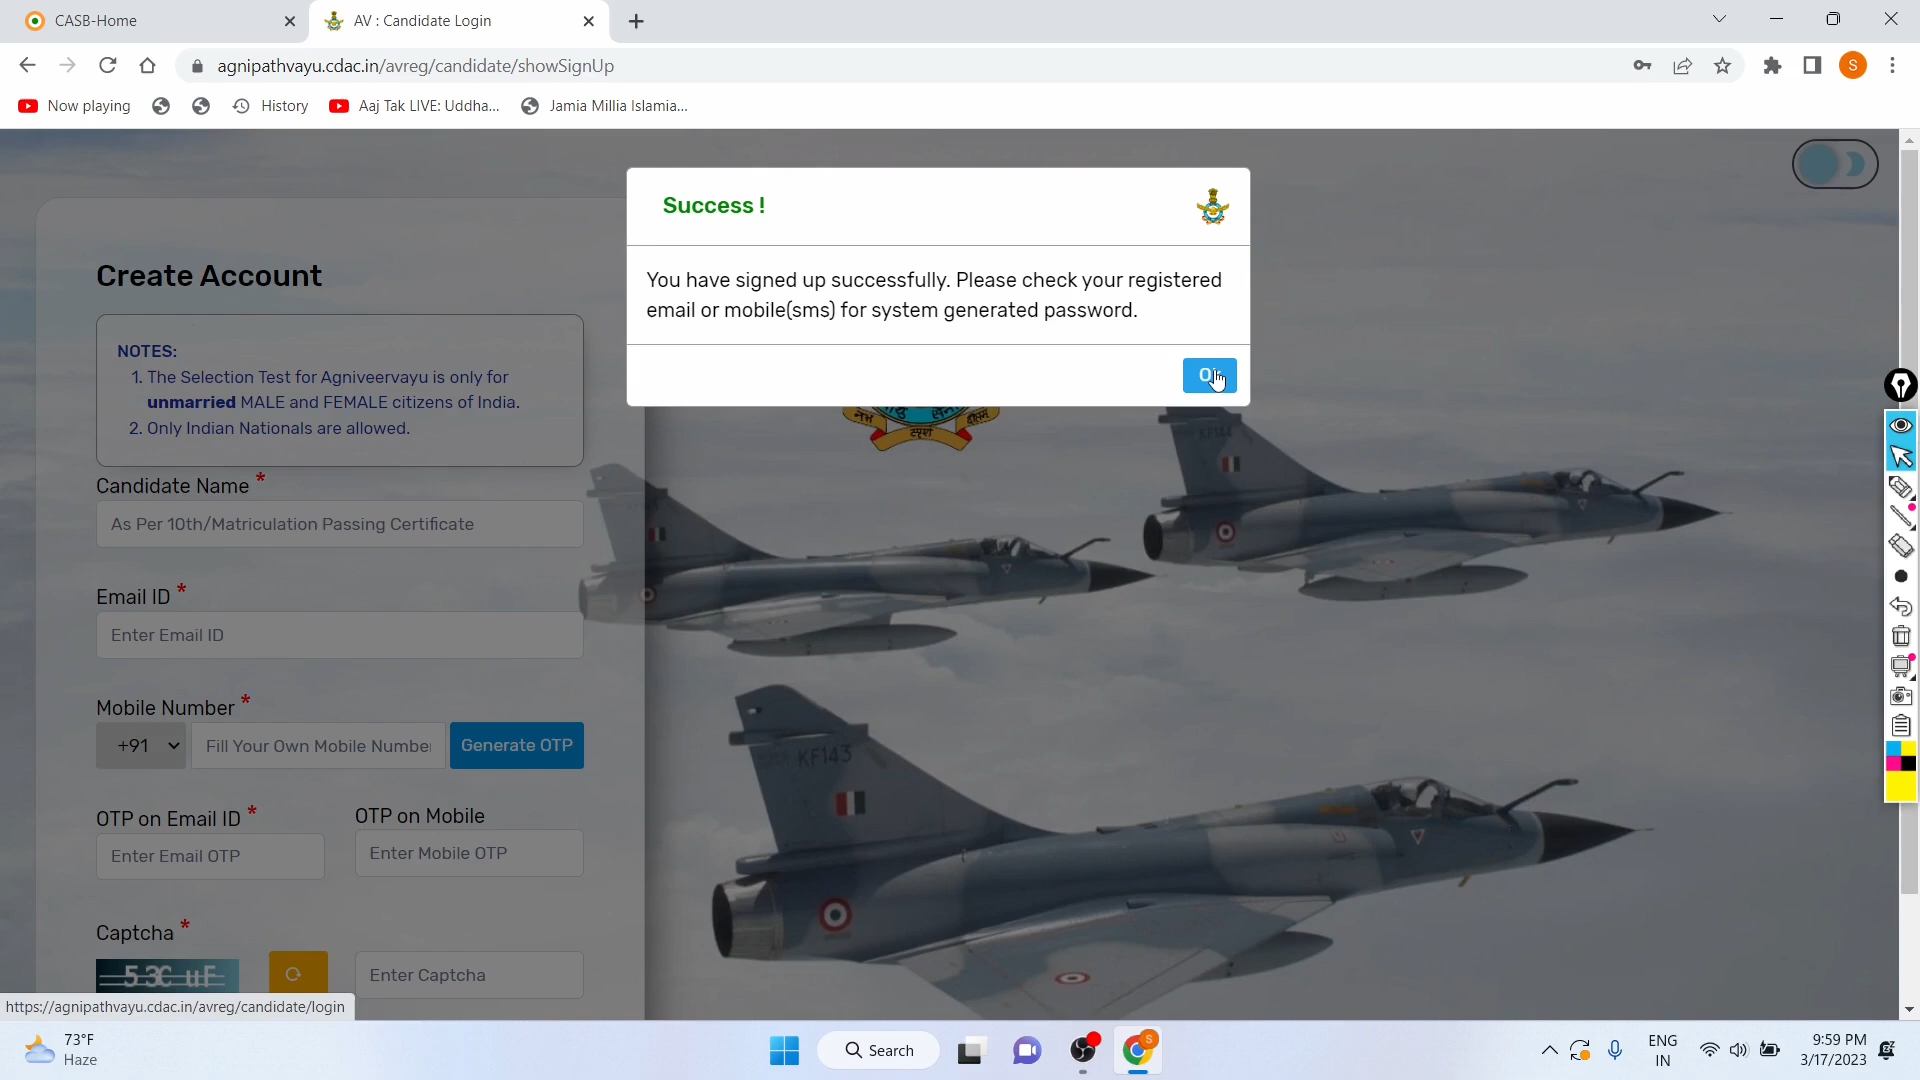 CASB-Home
AV : Candidate Login
agnipathvayu.cdac.in/avreg/candidate/showSignUp
S
Now playing
History
Aaj Tak LIVE: Uddha...
Jamia Millia Islamia...
Success !
You have signed up successfully. Please check your registered
email or mobile(sms) for system generated password.
Create Account
NOTES:
1. The Selection Test for Agniveervayu is only for
unmarried MALE and FEMALE citizens of India.
2. Only Indian Nationals are allowed.
Candidate Name *
As Per 10th/Matriculation Passing Certificate
Email ID *
Enter Email ID
Mobile Number *
+91
Fill Your Own Mobile Number
Generate OTP
OTP on Email ID *
OTP on Mobile
Enter Email OTP
Enter Mobile OTP
Captcha *
Enter Captcha
KF143
https://agnipathvayu.cdac.in/avreg/candidate/login
73°F
Haze
Search
S
ENG
IN
9:59 PM
3/17/2023